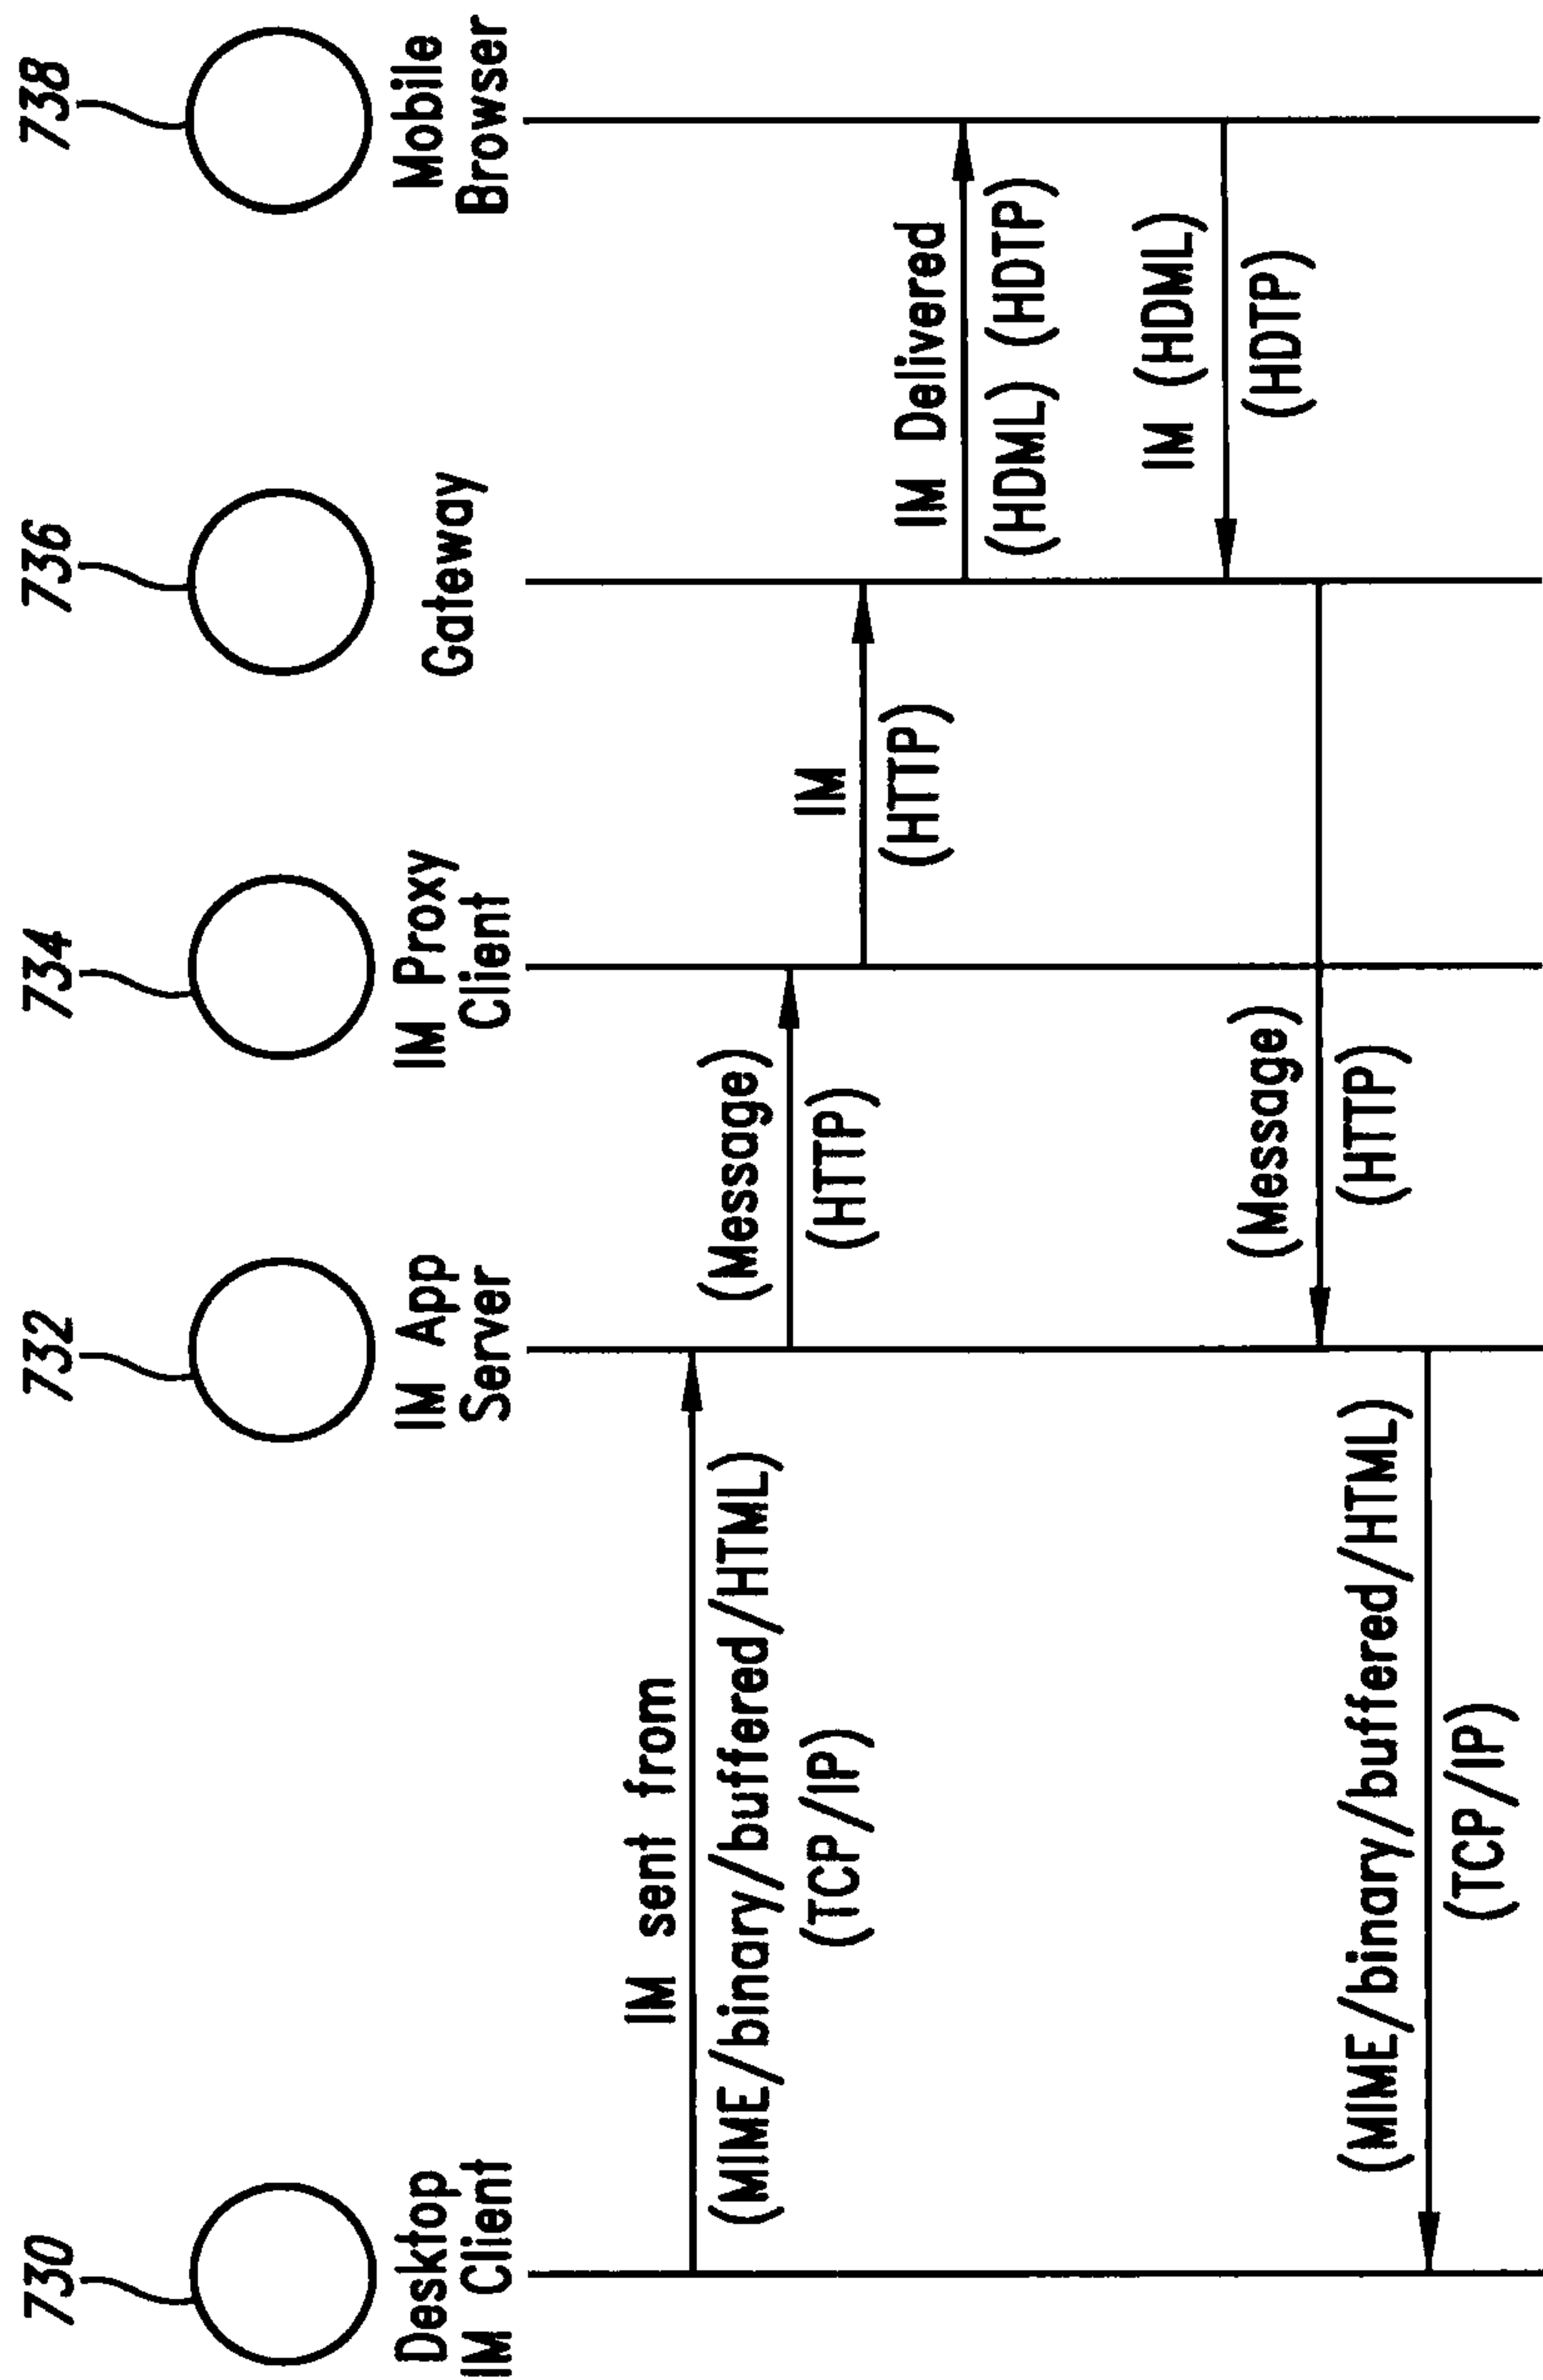 730
732
734
736
738
Desktop
IM Client
IM App
Server
IM Proxy
Client
Gateway
Mobile
Browser
IM sent from
(MIME/binary/buffered/HTML)
(TCP/IP)
(Message)
(HTTP)
IM
(HTTP)
IM Delivered
(HDML) (HDTP)
IM (HDML)
(HDTP)
(Message)
(HTTP)
(MIME/binary/buffered/HTML)
(TCP/IP)